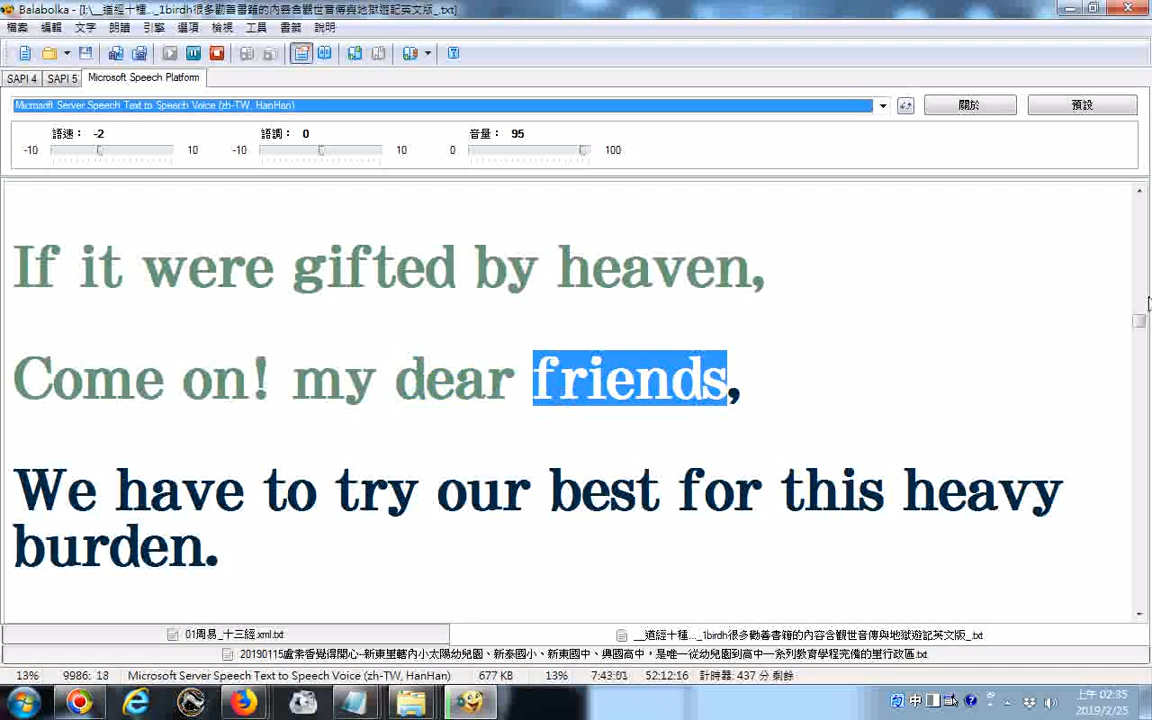 Balabolka - [I:\__道經十種..._1birdh很多勸善書籍的內容含觀世音傳與地獄遊記英文版_.txt]
檔案 編輯 文字 朗讀 引擎 選項 檢視 工具 書籤 說明
SAPI 4 SAPI 5 Microsoft Speech Platform
Microsoft Server Speech Text to Speech Voice (zh-TW, HanHan) 關於 預設
語速： -2 語調： 0 音量： 95
-10 10 -10 10 0 100
If it were gifted by heaven,
Come on! my dear friends,
We have to try our best for this heavy
burden.
01周易_十三經.xml.txt __道經十種..._1birdh很多勸善書籍的內容含觀世音傳與地獄遊記英文版_.txt
20190115盧素香覺得開心--新東里轄內小太陽幼兒園、新泰國小、新東國中、興國高中，是唯一從幼兒園到高中一系列教育學程完備的里行政區.txt
13% 9986: 18 Microsoft Server Speech Text to Speech Voice (zh-TW, HanHan) 677 KB 13% 7:43:01 52:12:16 計時器: 437 分 剩餘
中 上午 02:35
2019/2/25